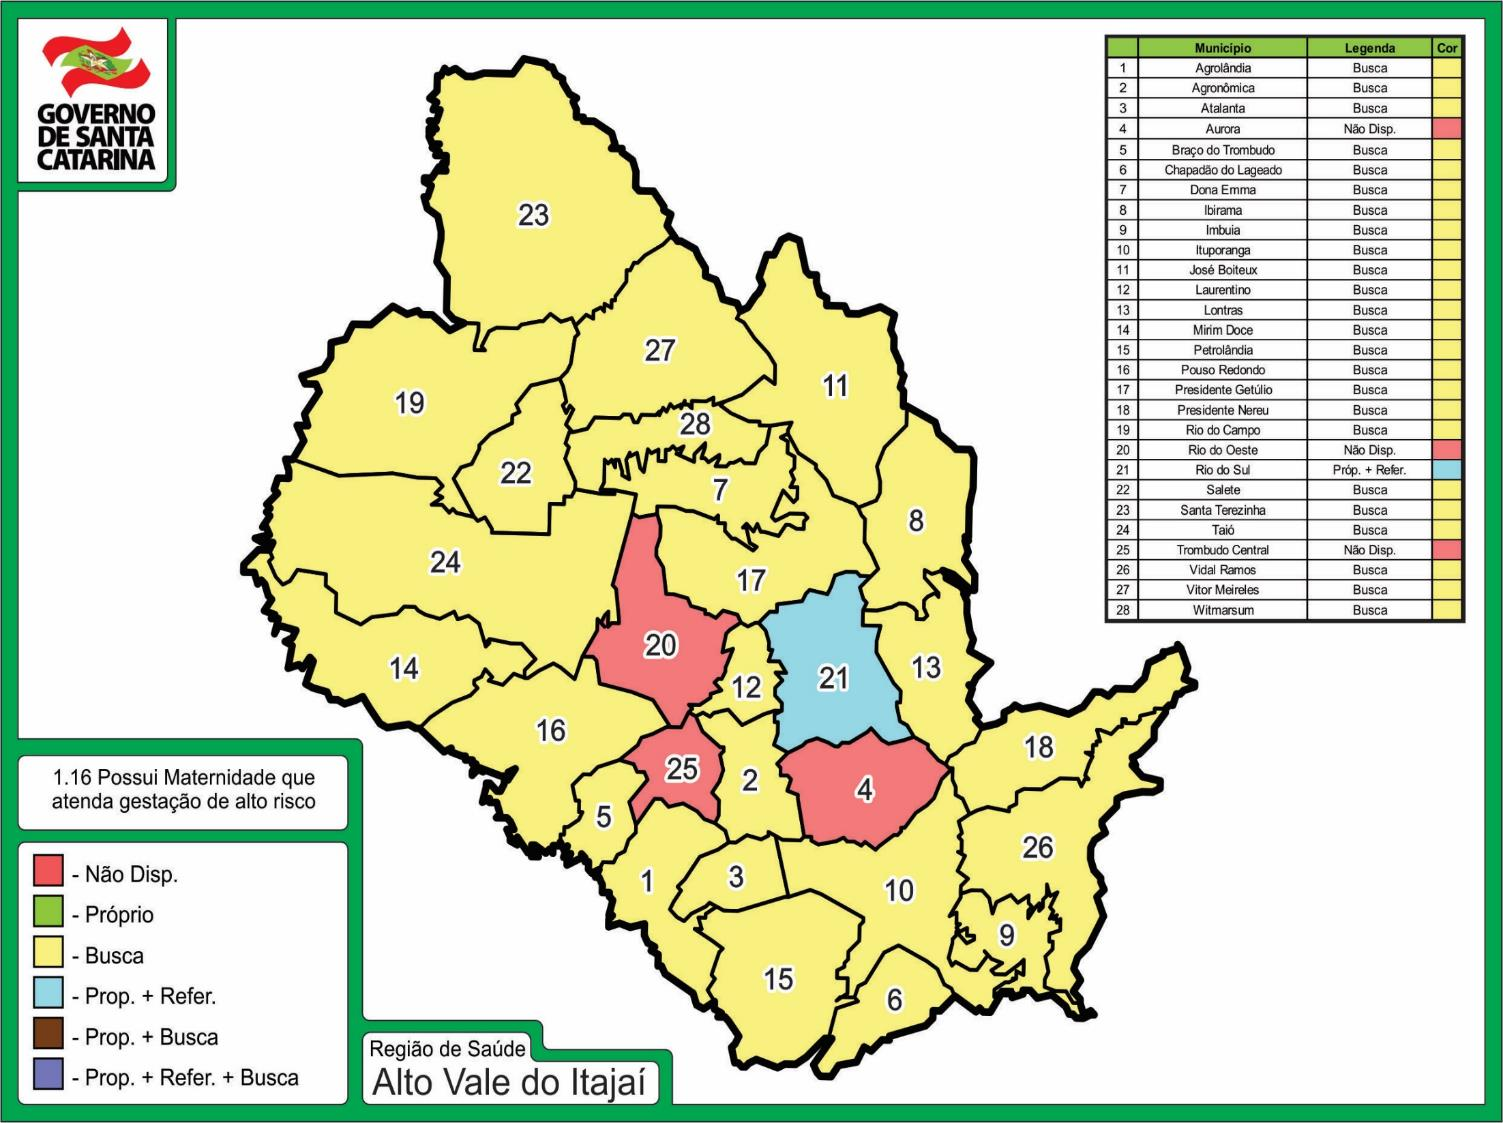 GOVERNO
DE SANTA
CATARINA
Município Legenda Cor
1 Agrolândia Busca
2 Agronômica Busca
3 Atalanta Busca
4 Aurora Não Disp.
5 Braço do Trombudo Busca
6 Chapadão do Lageado Busca
7 Dona Emma Busca
8 Ibirama Busca
9 Imbuia Busca
10 Ituporanga Busca
11 José Boiteux Busca
12 Laurentino Busca
13 Lontras Busca
14 Mirim Doce Busca
15 Petrolândia Busca
16 Pouso Redondo Busca
17 Presidente Getúlio Busca
18 Presidente Nereu Busca
19 Rio do Campo Busca
20 Rio do Oeste Não Disp.
21 Rio do Sul Próp. + Refer.
22 Salete Busca
23 Santa Terezinha Busca
24 Taió Busca
25 Trombudo Central Não Disp.
26 Vidal Ramos Busca
27 Vitor Meireles Busca
28 Witmarsum Busca
23
27
11
19
28
22
7
8
24
17
20
14
12
21
13
16
18
25
2
4
5
26
1
3
10
9
15
6
1.16 Possui Maternidade que
atenda gestação de alto risco
- Não Disp.
- Próprio
- Busca
- Prop. + Refer.
- Prop. + Busca
- Prop. + Refer. + Busca
Região de Saúde
Alto Vale do Itajaí